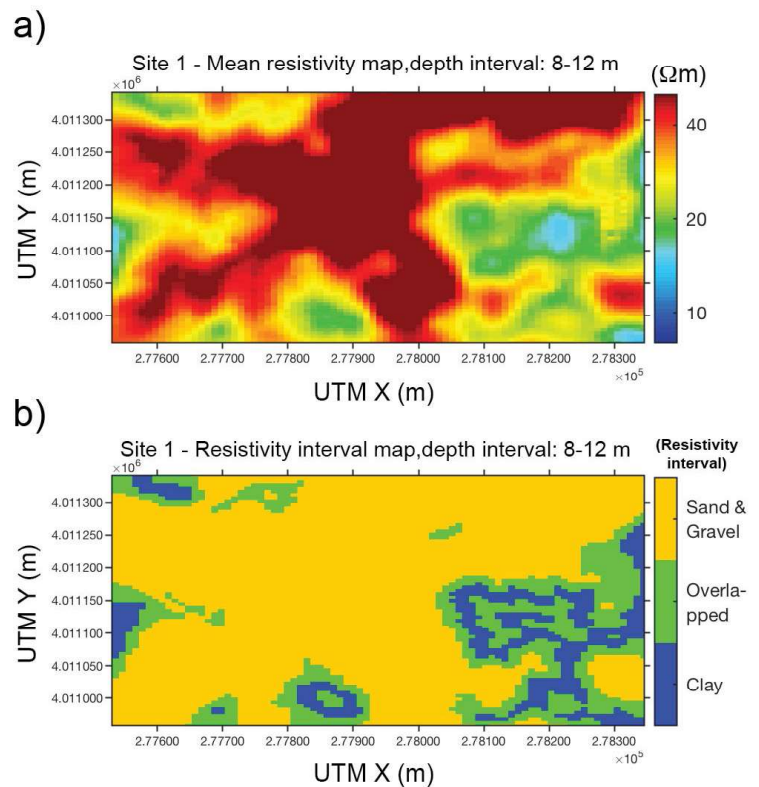 a)
Site 1 - Mean resistivity map,depth interval: 8-12 m
×10⁶
(Ωm)
4.011300
4.011250
4.011200
4.011150
4.011100
4.011050
4.011000
UTM Y (m)
40
20
10
2.77600 2.77700 2.77800 2.77900 2.78000 2.78100 2.78200 2.78300
×10⁵
UTM X (m)
b)
Site 1 - Resistivity interval map,depth interval: 8-12 m
(Resistivity
interval)
×10⁶
4.011300
4.011250
4.011200
4.011150
4.011100
4.011050
4.011000
UTM Y (m)
Sand &
Gravel
Overla-
pped
Clay
2.77600 2.77700 2.77800 2.77900 2.78000 2.78100 2.78200 2.78300
×10⁵
UTM X (m)